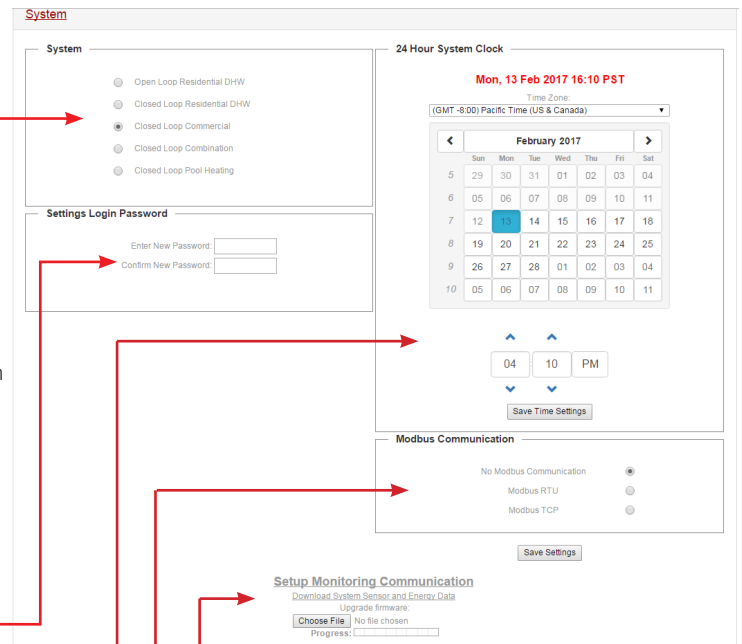 System
System
Open Loop Residential DHW
Closed Loop Residential DHW
Closed Loop Commercial
Closed Loop Combination
Closed Loop Pool Heating
Settings Login Password
Enter New Password:
Confirm New Password:
24 Hour System Clock
Mon, 13 Feb 2017 16:10 PST
Time Zone:
(GMT -8:00) Pacific Time (US & Canada)
February 2017
Sun Mon Tue Wed Thu Fri Sat
5 29 30 31 01 02 03 04
6 05 06 07 08 09 10 11
7 12 13 14 15 16 17 18
8 19 20 21 22 23 24 25
9 26 27 28 01 02 03 04
10 05 06 07 08 09 10 11
04 : 10 PM
Save Time Settings
Modbus Communication
No Modbus Communication
Modbus RTU
Modbus TCP
Save Settings
Setup Monitoring Communication
Download System Sensor and Energy Data
Upgrade firmware:
Choose File No file chosen
Progress: